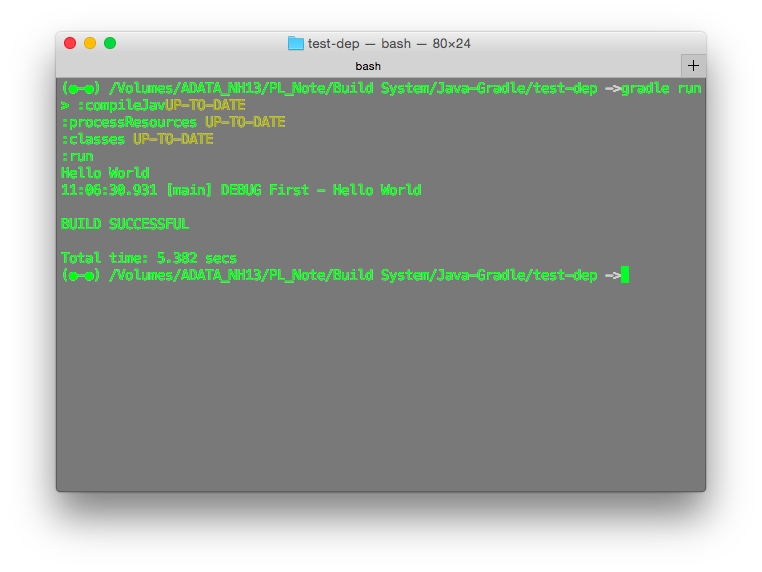 test-dep — bash — 80×24
bash
+
(●—●) /Volumes/ADATA_NH13/PL_Note/Build System/Java-Gradle/test-dep —>gradle run
> :compileJavUP-TO-DATE
:processResources UP-TO-DATE
:classes UP-TO-DATE
:run
Hello World
11:06:30.931 [main] DEBUG First - Hello World
BUILD SUCCESSFUL
Total time: 5.382 secs
(●—●) /Volumes/ADATA_NH13/PL_Note/Build System/Java-Gradle/test-dep —>